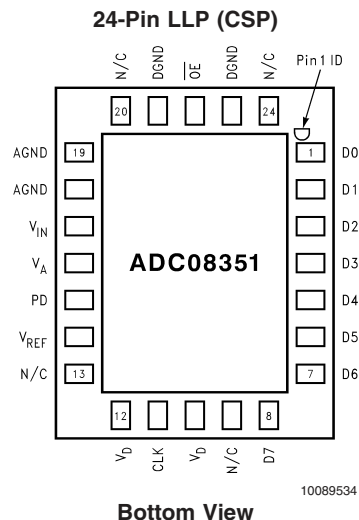 24-Pin LLP (CSP)
N/C DGND OE DGND N/C
Pin 1 ID
20 24
AGND 19 1 D0
AGND D1
VIN D2
VA D3
ADC08351
PD D4
VREF D5
N/C 13 7 D6
12 8
VD CLK VD N/C D7
10089534
Bottom View